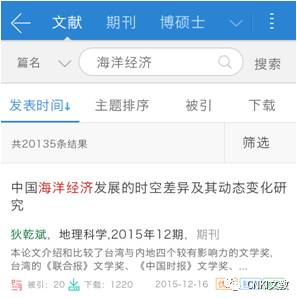 文献 期刊 博硕士
篇名 海洋经济 搜索
发表时间↓ 主题排序 被引 下载
共20135条结果 筛选
中国海洋经济发展的时空差异及其动态变化研
究
狄乾斌,地理科学,2015年12期,期刊
本论文介绍和比较了台湾与内地四个较有影响力的文学奖,
台湾的《联合报》文学奖、《中国时报》文学奖、...
被引:20 下载:1220 2015-12-16
CNKI文教